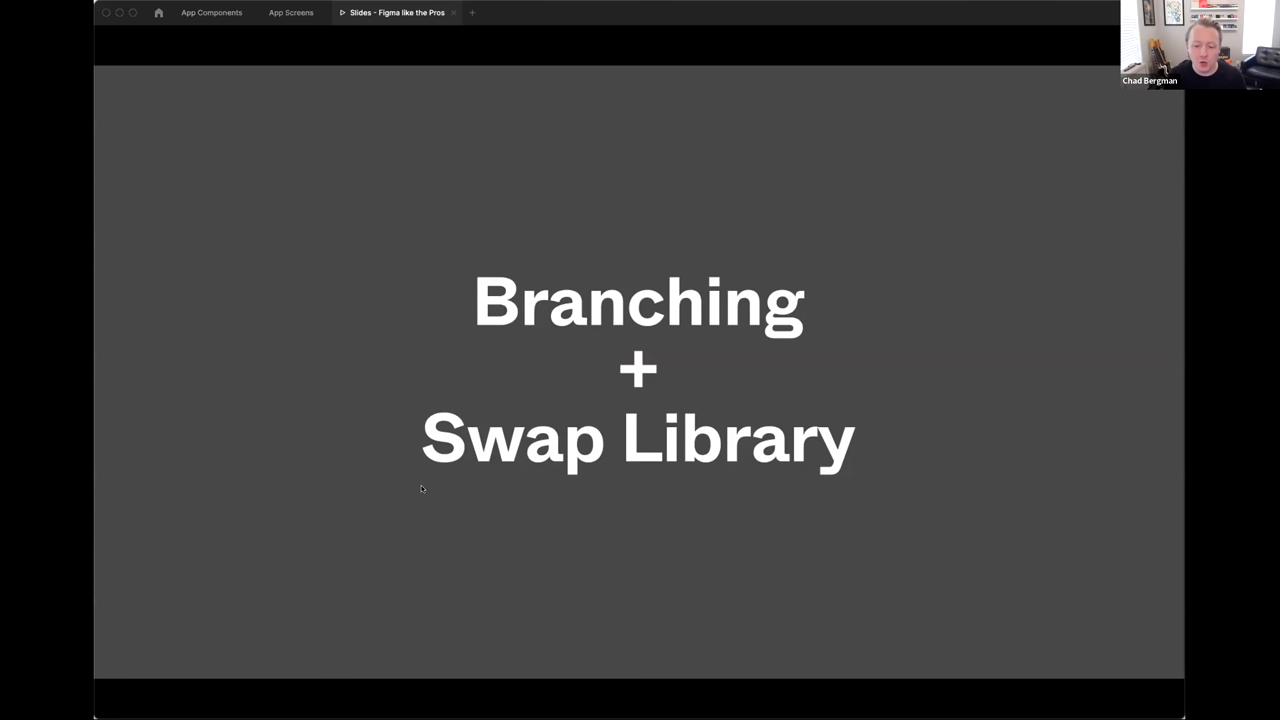 App Components
App Screens
Slides - Figma like the Pros
Chad Bergman
Branching
+
Swap Library